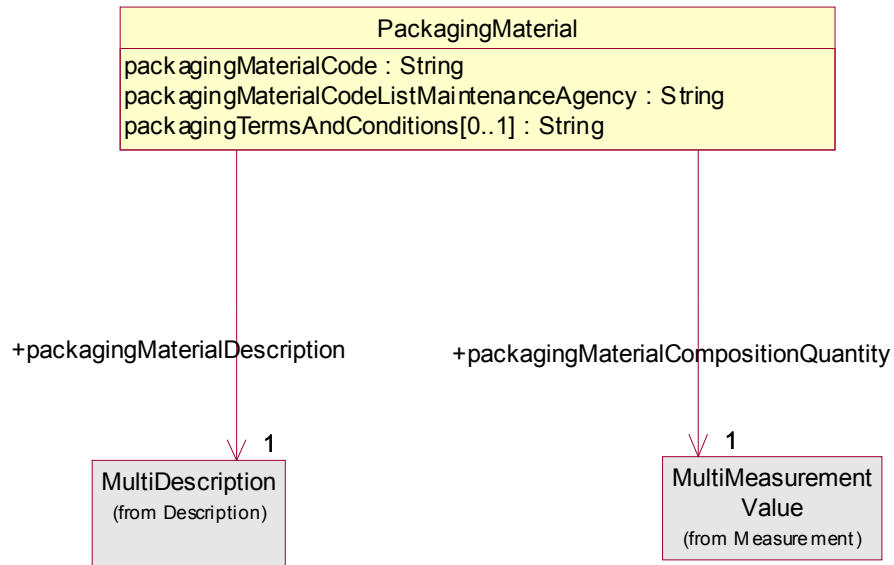 PackagingMaterial
packagingMaterialCode : String
packagingMaterialCodeListMaintenanceAgency : String
packagingTermsAndConditions[0..1] : String
+packagingMaterialDescription
+packagingMaterialCompositionQuantity
1
1
MultiDescription
(from Description)
MultiMeasurement
Value
(from Measurement)